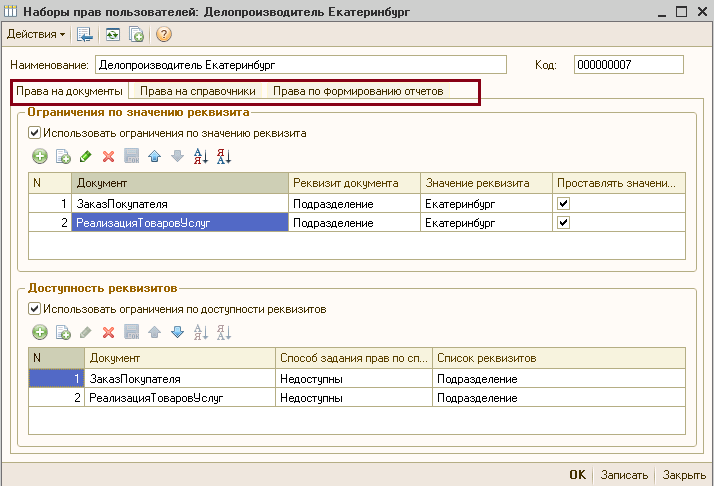 Наборы прав пользователей: Делопроизводитель Екатеринбург
Действия
Наименование: Делопроизводитель Екатеринбург Код: 000000007
Права на документы Права на справочники Права по формированию отчетов
Ограничения по значению реквизита
Использовать ограничения по значению реквизита
N Документ Реквизит документа Значение реквизита Проставлять значени...
1 ЗаказПокупателя Подразделение Екатеринбург
2 РеализацияТоваровУслуг Подразделение Екатеринбург
Доступность реквизитов
Использовать ограничения по доступности реквизитов
N Документ Способ задания прав по сп... Список реквизитов
1 ЗаказПокупателя Недоступны Подразделение
2 РеализацияТоваровУслуг Недоступны Подразделение
OK Записать Закрыть